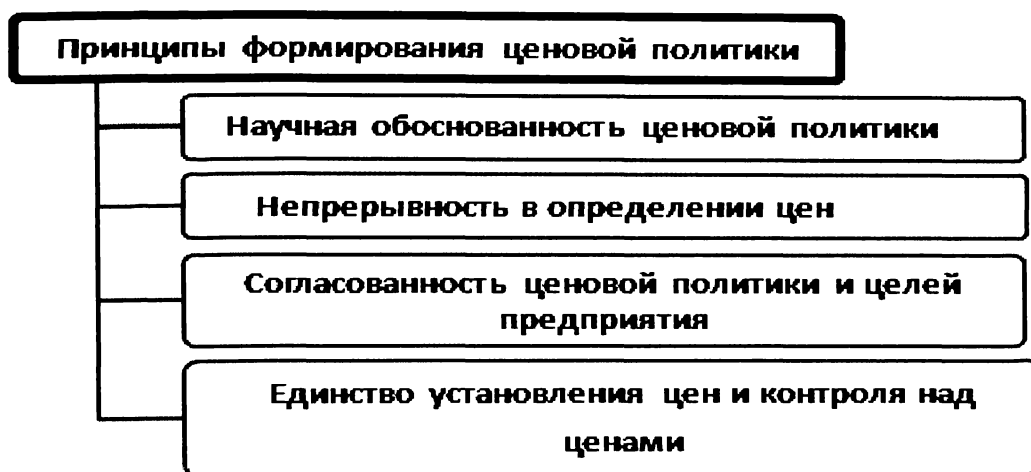 Принципы формирования ценовой политики
Научная обоснованность ценовой политики
Непрерывность в определении цен
Согласованность ценовой политики и целей
предприятия
Единство установления цен и контроля над
ценами